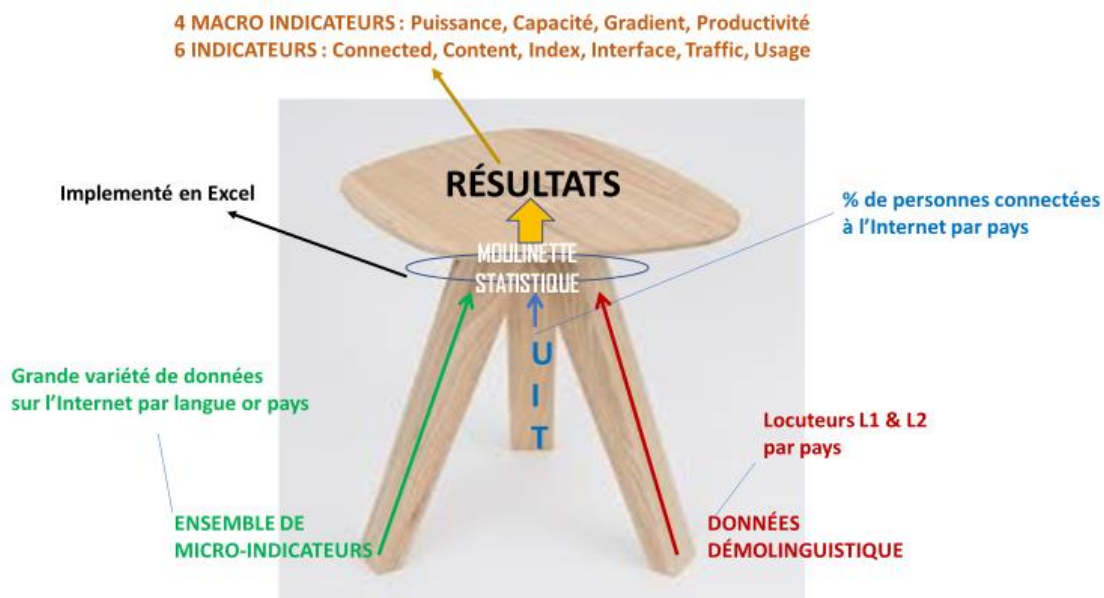 4 MACRO INDICATEURS : Puissance, Capacité, Gradient, Productivité
6 INDICATEURS : Connected, Content, Index, Interface, Traffic, Usage
RÉSULTATS
Implementé en Excel
% de personnes connectées
à l’Internet par pays
MOULINETTE
STATISTIQUE
U
I
T
Grande variété de données
sur l’Internet par langue or pays
Locuteurs L1 & L2
par pays
ENSEMBLE DE
MICRO-INDICATEURS
DONNÉES
DÉMOLINGUISTIQUE